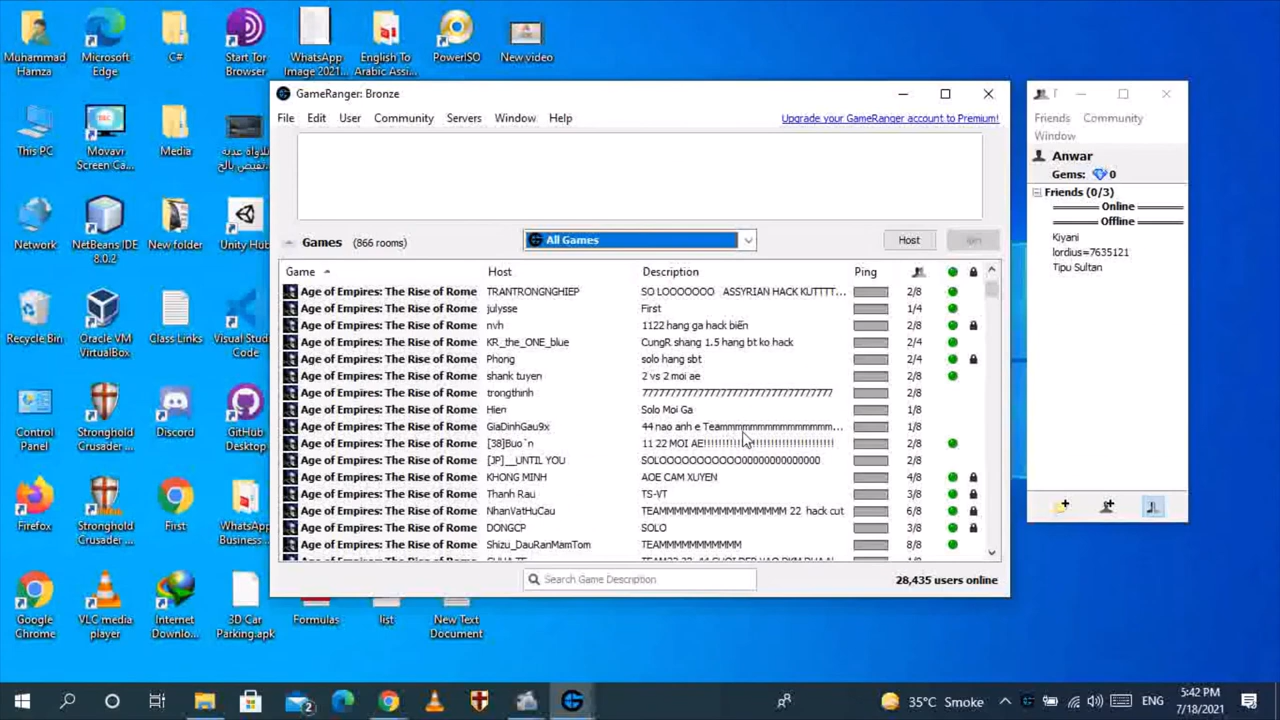 Muhammad Hamza
Microsoft Edge
C#
Start Tor Browser
WhatsApp Image 2021...
English To Arabic Assi...
PowerISO
New video
This PC
Movavi Screen Ca...
Media
Network
NetBeans IDE 8.0.2
New folder
Unity Hub
Recycle Bin
Oracle VM VirtualBox
Class Links
Visual Studio Code
Control Panel
Stronghold Crusader ...
Discord
GitHub Desktop
Firefox
Stronghold Crusader ...
First
WhatsApp Business ...
Google Chrome
VLC media player
Internet Downlo...
3D Car Parking.apk
Formulas
list
New Text Document
GameRanger: Bronze
File Edit User Community Servers Window Help
Upgrade your GameRanger account to Premium!
Games (866 rooms)
All Games
Host
Join
Game Host Description Ping
Age of Empires: The Rise of Rome TRANTRONGNGHIEP SO LOOOOOOO ASSYRIAN HACK KUTTTT... 2/8
Age of Empires: The Rise of Rome julysse First 1/4
Age of Empires: The Rise of Rome nvh 1122 hang ga hack biến 2/8
Age of Empires: The Rise of Rome KR_the_ONE_blue CungR shang 1.5 hang bt ko hack 2/4
Age of Empires: The Rise of Rome Phong solo hang sbt 2/4
Age of Empires: The Rise of Rome shank tuyen 2 vs 2 moi ae 2/8
Age of Empires: The Rise of Rome trongthinh 2/8
Age of Empires: The Rise of Rome Hien Solo Moi Ga 1/8
Age of Empires: The Rise of Rome GiaDinhGau9x 44 nao anh e 1/8
Age of Empires: The Rise of Rome [38]Buo`n 11 22 MOI 2/8
Age of Empires: The Rise of Rome [JP]__UNTIL YOU 2/8
Age of Empires: The Rise of Rome KHONG MINH AOE CAM XUYEN 4/8
Age of Empires: The Rise of Rome Thanh Rau TS-VT 3/8
Age of Empires: The Rise of Rome NhanVatHuCau 22 hack cut 6/8
Age of Empires: The Rise of Rome DONGCP SOLO 3/8
Age of Empires: The Rise of Rome Shizu_DauRanMamTom TEAMMMMMMMMMMM 8/8
Search Game Description
28,435 users online
Friends Community
Window
Anwar
Gems: 0
Friends (0/3)
Online
Offline
Kiyani
lordius=7635121
Tipu Sultan
2
35°C Smoke
ENG
5:42 PM
7/18/2021